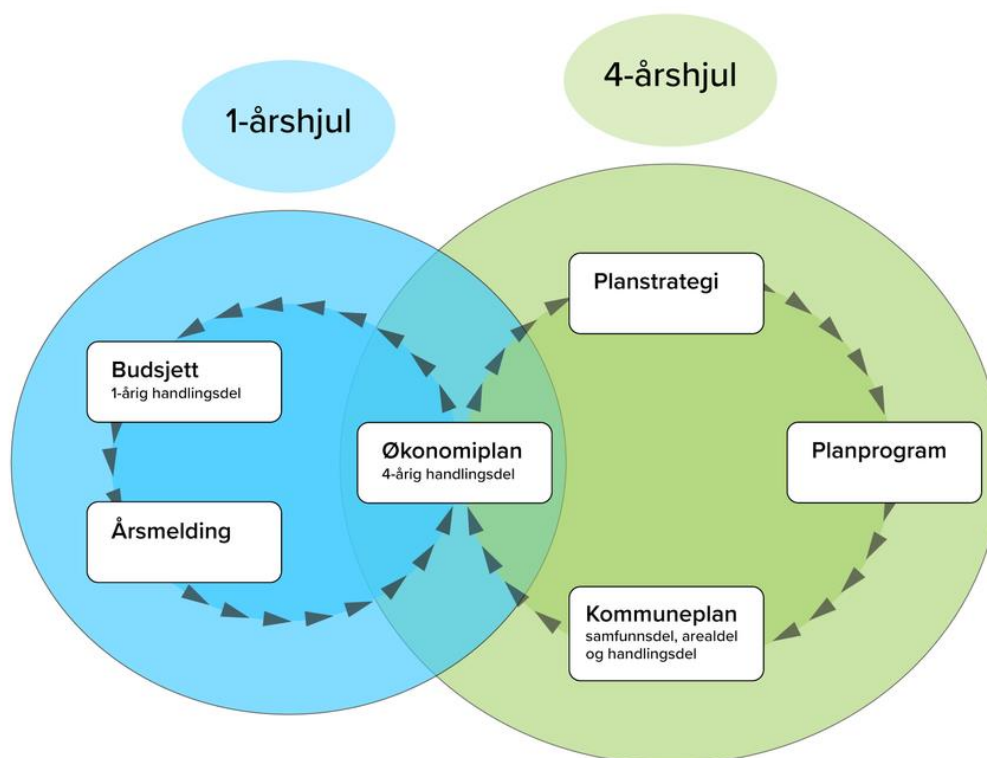 1-årshjul
4-årshjul
Budsjett
1-årig handlingsdel
Årsmelding
Økonomiplan
4-årig handlingsdel
Planstrategi
Planprogram
Kommuneplan
samfunnsdel, arealdel
og handlingsdel